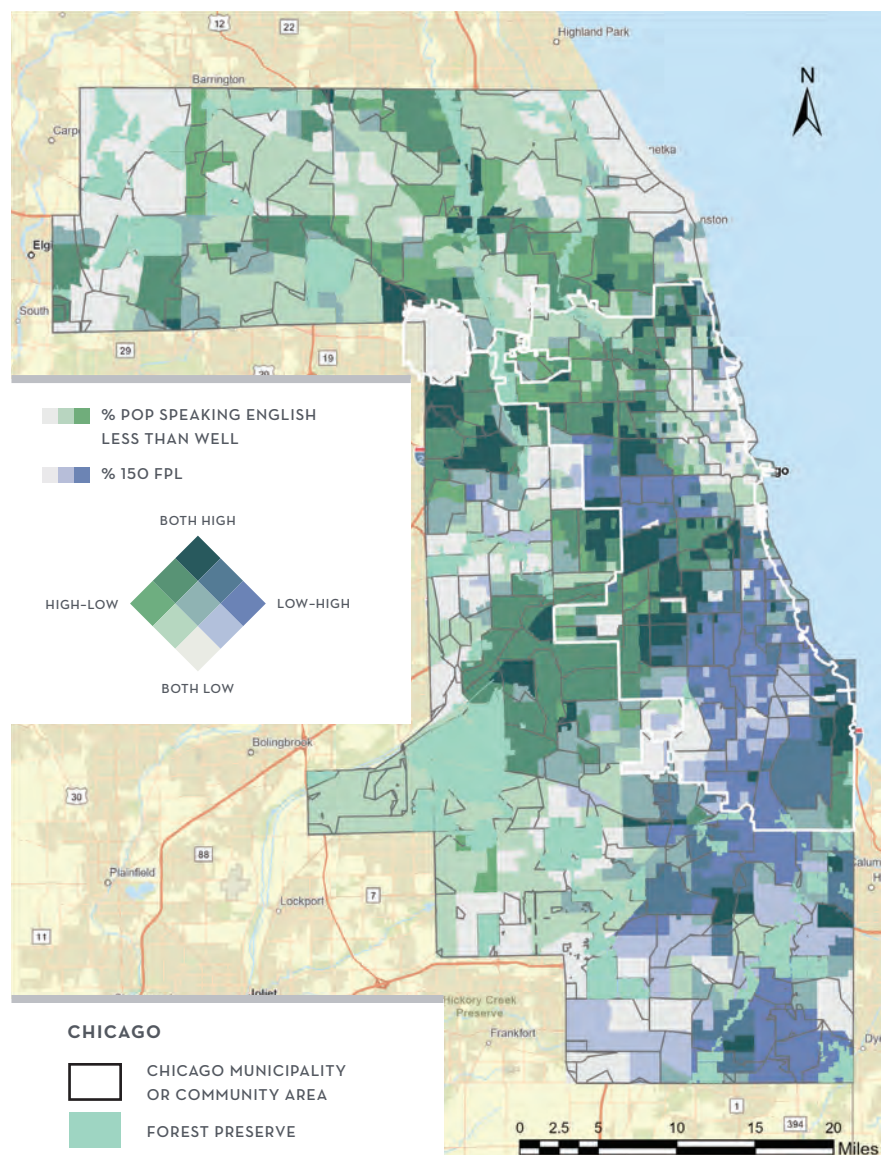 12
22
Highland Park
Barrington
N
Carp
netka
nston
Elg
South
29
19
20
% POP SPEAKING ENGLISH
LESS THAN WELL
% 150 FPL
go
BOTH HIGH
HIGH–LOW
LOW–HIGH
BOTH LOW
Bolingbrook
30
88
Plainfield
Lockport
7
11
Calum
H
Joliet
Hickory Creek
Preserve
Frankfort
Dye
CHICAGO
CHICAGO MUNICIPALITY
OR COMMUNITY AREA
FOREST PRESERVE
1
394
0 2.5 5 10 15 20
Miles